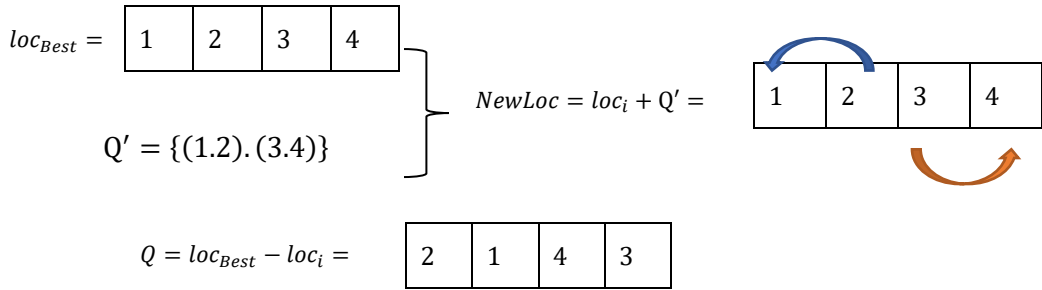 loc_Best = 1 2 3 4
NewLoc = loc_i + Q′ = 1 2 3 4
Q′ = {(1.2). (3.4)}
Q = loc_Best − loc_i = 2 1 4 3